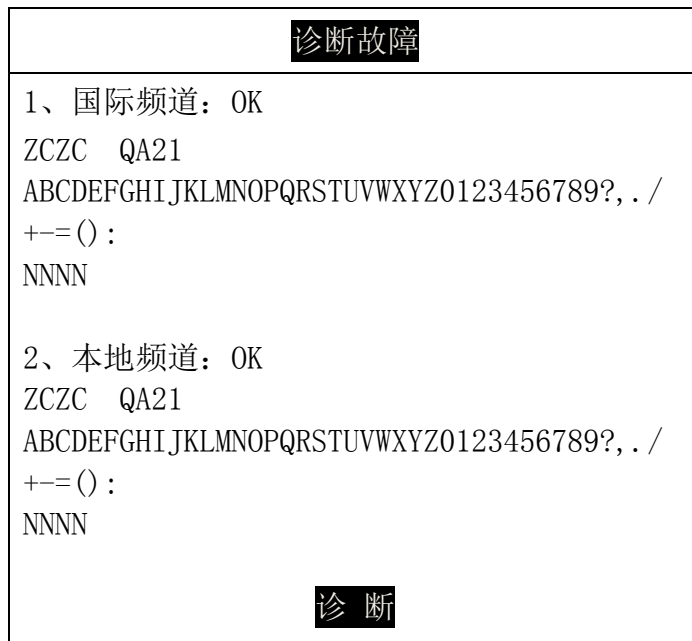 诊断故障
1、国际频道：OK
ZCZC  QA21
ABCDEFGHIJKLMNOPQRSTUVWXYZ0123456789?,./
+-=():
NNNN
2、本地频道：OK
ZCZC  QA21
ABCDEFGHIJKLMNOPQRSTUVWXYZ0123456789?,./
+-=():
NNNN
诊 断